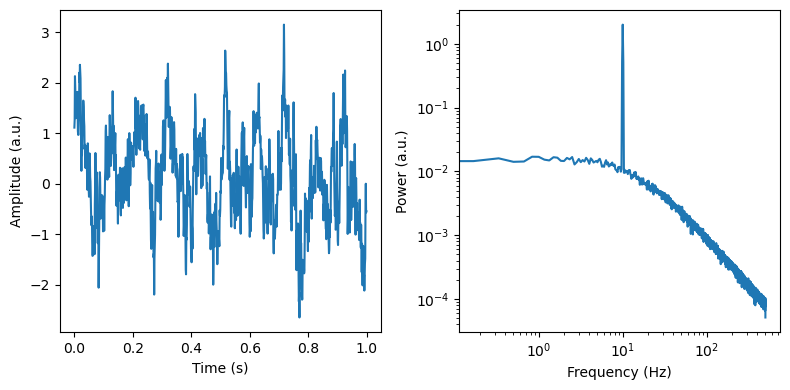 3
2
1
0
−1
−2
Amplitude (a.u.)
0.0 0.2 0.4 0.6 0.8 1.0
Time (s)
10⁰
10⁻¹
10⁻²
10⁻³
10⁻⁴
Power (a.u.)
10⁰ 10¹ 10²
Frequency (Hz)